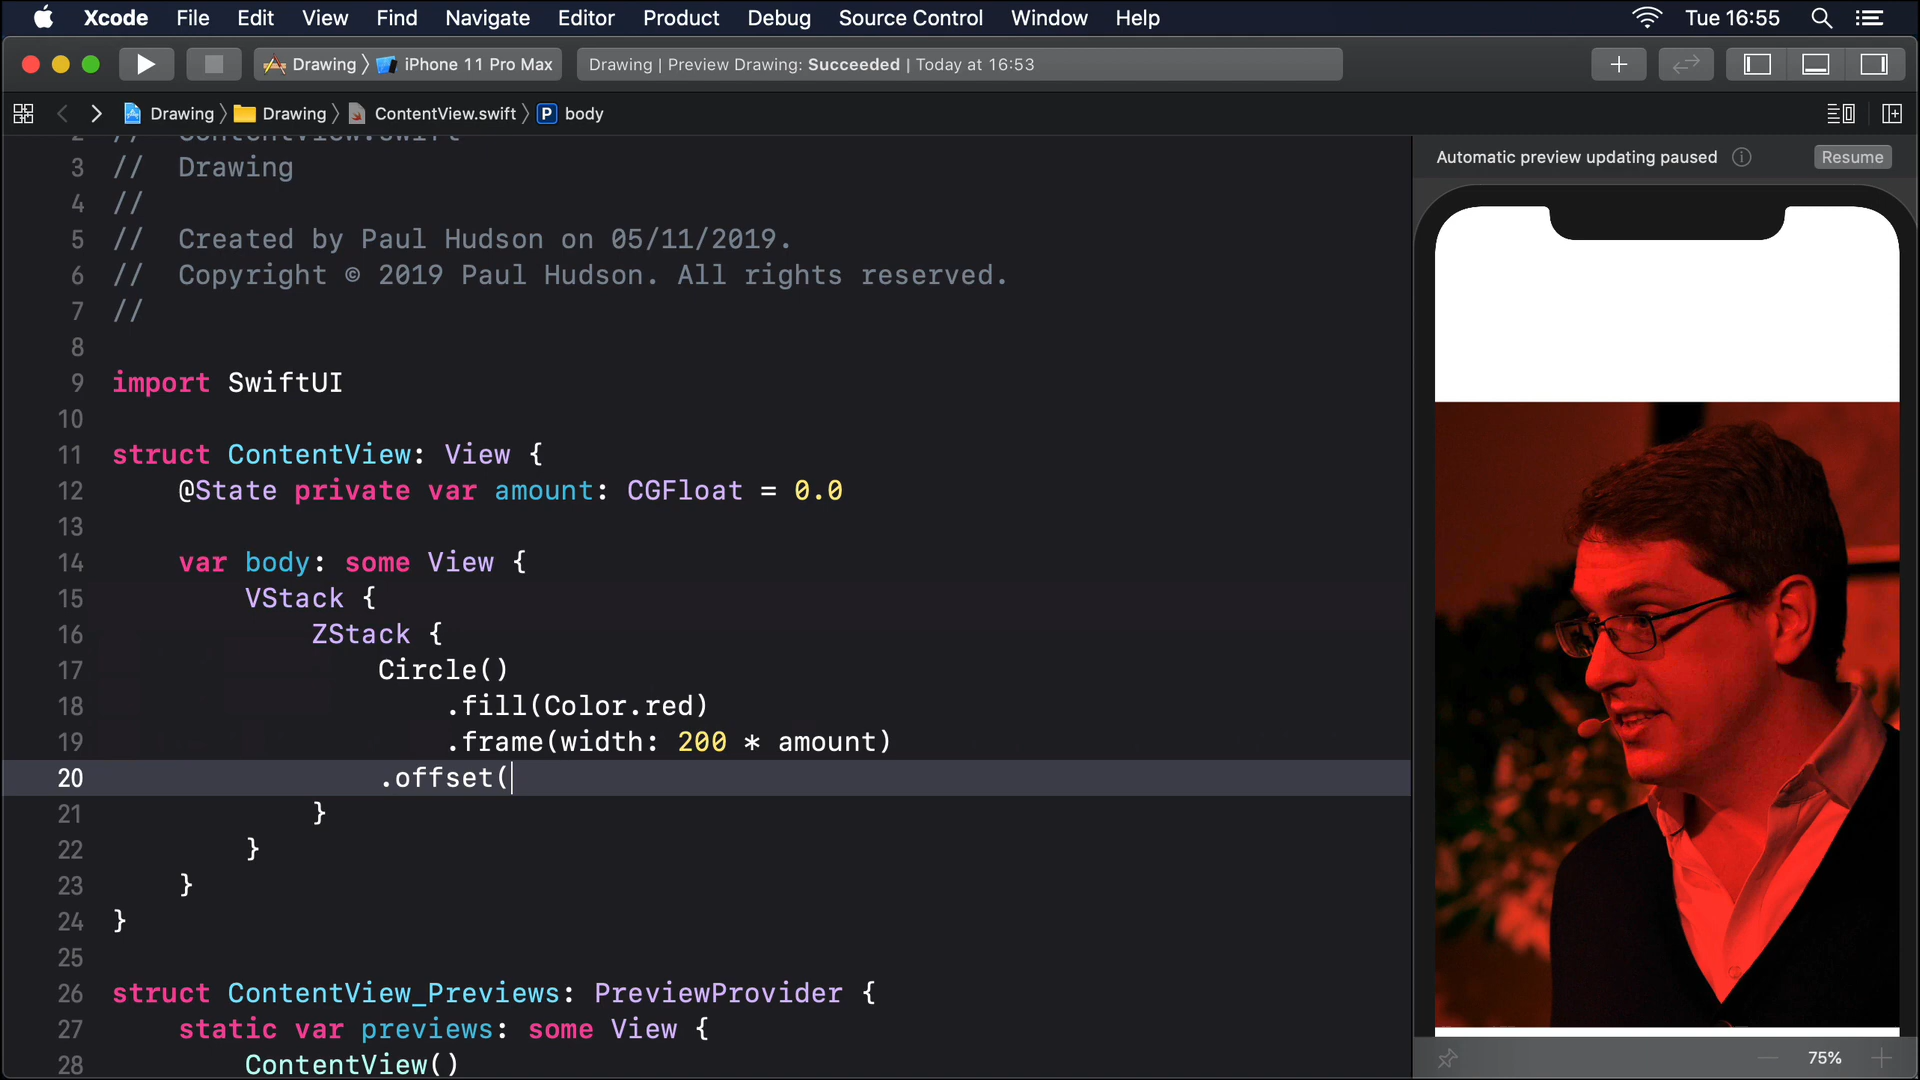 Xcode File Edit View Find Navigate Editor Product Debug Source Control Window Help Tue 16:55
Drawing iPhone 11 Pro Max Drawing | Preview Drawing: Succeeded | Today at 16:53
Drawing Drawing ContentView.swift P body
2 // ContentView.swift
3 // Drawing
4 //
5 // Created by Paul Hudson on 05/11/2019.
6 // Copyright © 2019 Paul Hudson. All rights reserved.
7 //
8
9 import SwiftUI
10
11 struct ContentView: View {
12 @State private var amount: CGFloat = 0.0
13
14 var body: some View {
15 VStack {
16 ZStack {
17 Circle()
18 .fill(Color.red)
19 .frame(width: 200 * amount)
20 .offset(
21 }
22 }
23 }
24 }
25
26 struct ContentView_Previews: PreviewProvider {
27 static var previews: some View {
28 ContentView()
Automatic preview updating paused Resume
75%